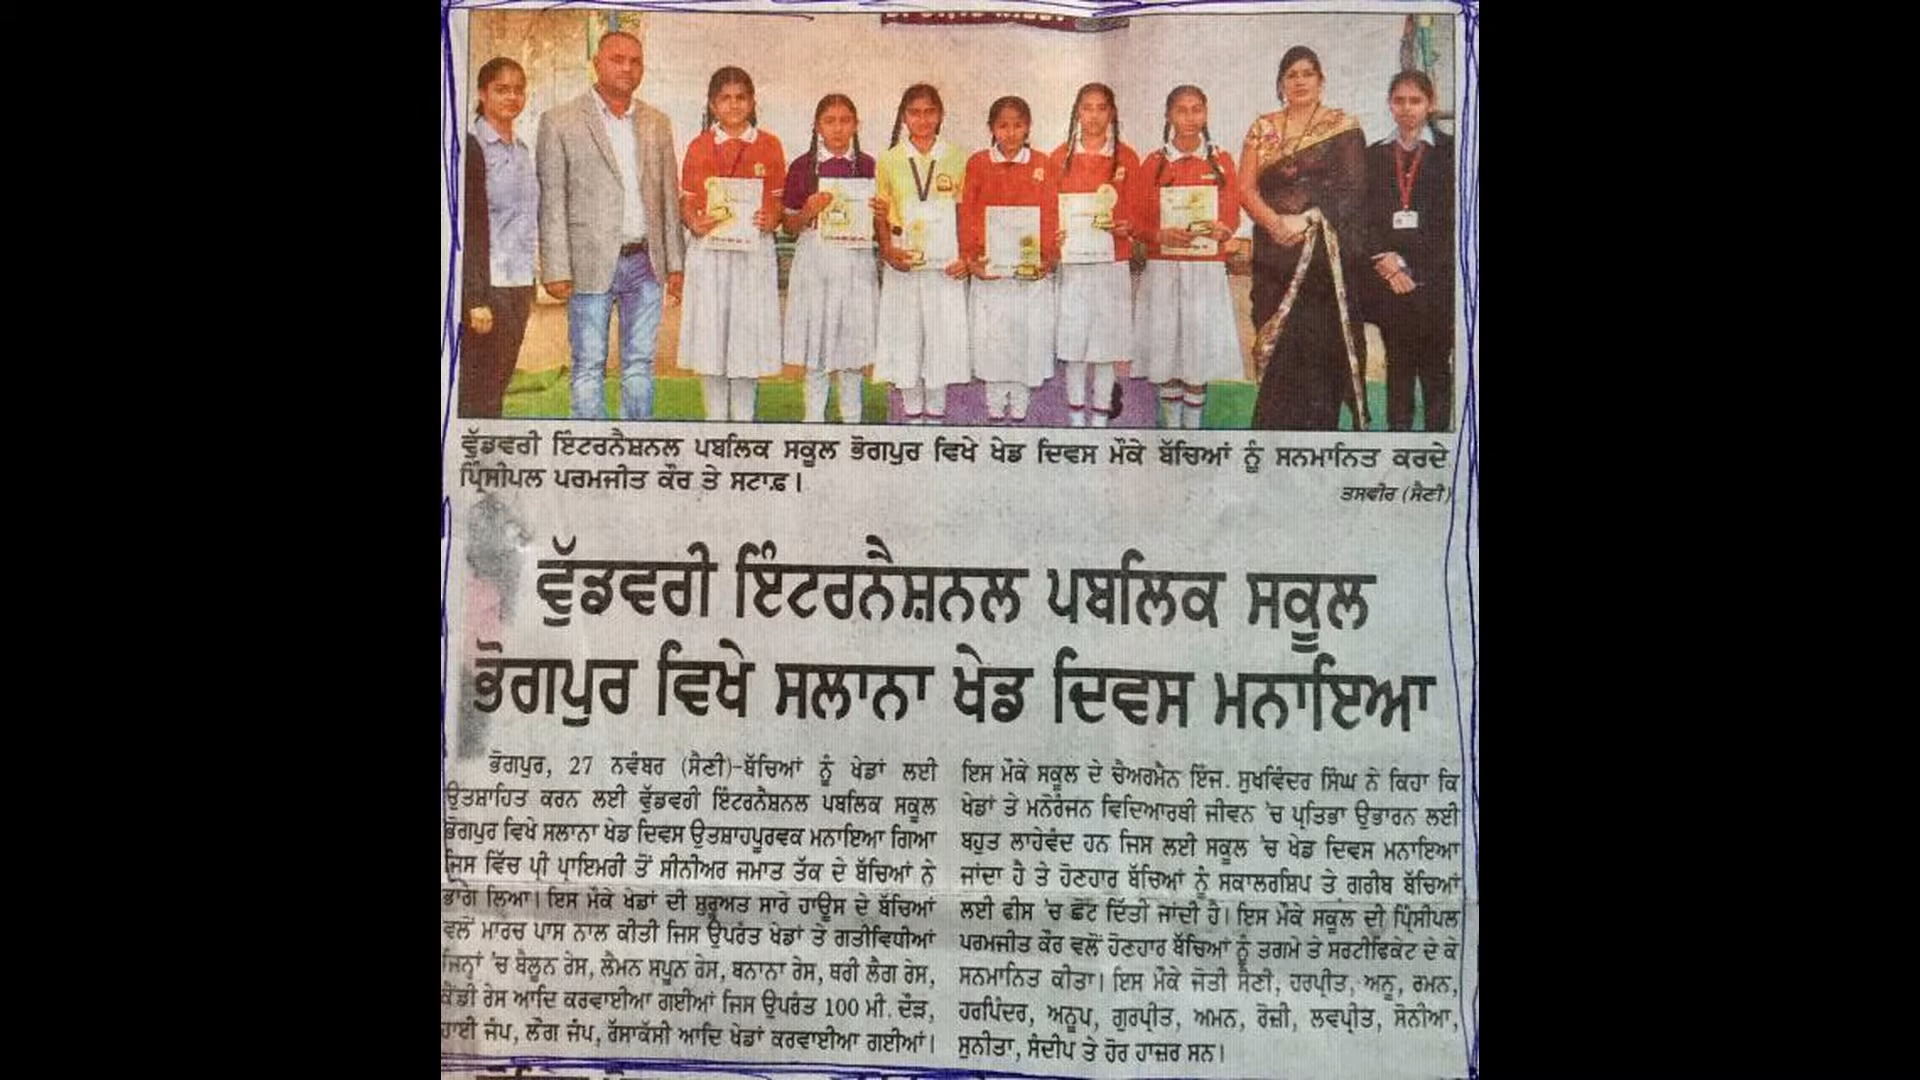 ਵੁੱਡਵਰੀ ਇੰਟਰਨੈਸ਼ਨਲ ਪਬਲਿਕ ਸਕੂਲ ਭੋਗਪੁਰ ਵਿਖੇ ਖੇਡ ਦਿਵਸ ਮੌਕੇ ਬੱਚਿਆਂ ਨੂੰ ਸਨਮਾਨਿਤ ਕਰਦੇ
ਪ੍ਰਿੰਸੀਪਲ ਪਰਮਜੀਤ ਕੌਰ ਤੇ ਸਟਾਫ਼।
ਤਸਵੀਰ (ਸੈਣੀ)
ਵੁੱਡਵਰੀ ਇੰਟਰਨੈਸ਼ਨਲ ਪਬਲਿਕ ਸਕੂਲ
ਭੋਗਪੁਰ ਵਿਖੇ ਸਲਾਨਾ ਖੇਡ ਦਿਵਸ ਮਨਾਇਆ
ਭੋਗਪੁਰ, 27 ਨਵੰਬਰ (ਸੈਣੀ)-ਬੱਚਿਆਂ ਨੂੰ ਖੇਡਾਂ ਲਈ
ਉਤਸ਼ਾਹਿਤ ਕਰਨ ਲਈ ਵੁੱਡਵਰੀ ਇੰਟਰਨੈਸ਼ਨਲ ਪਬਲਿਕ ਸਕੂਲ
ਭੋਗਪੁਰ ਵਿਖੇ ਸਲਾਨਾ ਖੇਡ ਦਿਵਸ ਉਤਸ਼ਾਹਪੂਰਵਕ ਮਨਾਇਆ ਗਿਆ
ਜਿਸ ਵਿੱਚ ਪ੍ਰੀ ਪ੍ਰਾਇਮਰੀ ਤੋਂ ਸੀਨੀਅਰ ਜਮਾਤ ਤੱਕ ਦੇ ਬੱਚਿਆਂ ਨੇ
ਭਾਗ ਲਿਆ। ਇਸ ਮੌਕੇ ਖੇਡਾਂ ਦੀ ਸ਼ੁਰੂਅਤ ਸਾਰੇ ਹਾਊਸ ਦੇ ਬੱਚਿਆਂ
ਵਲੋਂ ਮਾਰਚ ਪਾਸ ਨਾਲ ਕੀਤੀ ਜਿਸ ਉਪਰੰਤ ਖੇਡਾਂ ਤੇ ਗਤੀਵਿਧੀਆਂ
ਜਿਨ੍ਹਾਂ 'ਚ ਬੈਲੂਨ ਰੇਸ, ਲੈਮਨ ਸਪੂਨ ਰੇਸ, ਬਨਾਨਾ ਰੇਸ, ਥਰੀ ਲੈਗ ਰੇਸ,
ਕੈਂਡੀ ਰੇਸ ਆਦਿ ਕਰਵਾਈਆ ਗਈਆਂ ਜਿਸ ਉਪਰੰਤ 100 ਮੀ. ਦੌੜ,
ਹਾਈ ਜੰਪ, ਲੌਂਗ ਜੰਪ, ਰੱਸਾਕੱਸੀ ਆਦਿ ਖੇਡਾਂ ਕਰਵਾਈਆ ਗਈਆਂ।
ਇਸ ਮੌਕੇ ਸਕੂਲ ਦੇ ਚੈਅਰਮੈਨ ਇੰਜ. ਸੁਖਵਿੰਦਰ ਸਿੰਘ ਨੇ ਕਿਹਾ ਕਿ
ਖੇਡਾਂ ਤੇ ਮਨੋਰੰਜਨ ਵਿਦਿਆਰਥੀ ਜੀਵਨ 'ਚ ਪ੍ਰਤਿਭਾ ਉਭਾਰਨ ਲਈ
ਬਹੁਤ ਲਾਹੇਵੰਦ ਹਨ ਜਿਸ ਲਈ ਸਕੂਲ 'ਚ ਖੇਡ ਦਿਵਸ ਮਨਾਇਆ
ਜਾਂਦਾ ਹੈ ਤੇ ਹੋਣਹਾਰ ਬੱਚਿਆਂ ਨੂੰ ਸਕਾਲਰਸ਼ਿਪ ਤੇ ਗਰੀਬ ਬੱਚਿਆਂ
ਲਈ ਫੀਸ 'ਚ ਛੋਟ ਦਿੱਤੀ ਜਾਂਦੀ ਹੈ। ਇਸ ਮੌਕੇ ਸਕੂਲ ਦੀ ਪ੍ਰਿੰਸੀਪਲ
ਪਰਮਜੀਤ ਕੌਰ ਵਲੋਂ ਹੋਣਹਾਰ ਬੱਚਿਆਂ ਨੂੰ ਤਗਮੇ ਤੇ ਸਰਟੀਫਿਕੇਟ ਦੇ ਕੇ
ਸਨਮਾਨਿਤ ਕੀਤਾ। ਇਸ ਮੌਕੇ ਜੋਤੀ ਸੈਣੀ, ਹਰਪ੍ਰੀਤ, ਅਨੂ, ਰਮਨ,
ਹਰਪਿੰਦਰ, ਅਨੂਪ, ਗੁਰਪ੍ਰੀਤ, ਅਮਨ, ਰੋਜ਼ੀ, ਲਵਪ੍ਰੀਤ, ਸੋਨੀਆ,
ਸੁਨੀਤਾ, ਸੰਦੀਪ ਤੇ ਹੋਰ ਹਾਜ਼ਰ ਸਨ।